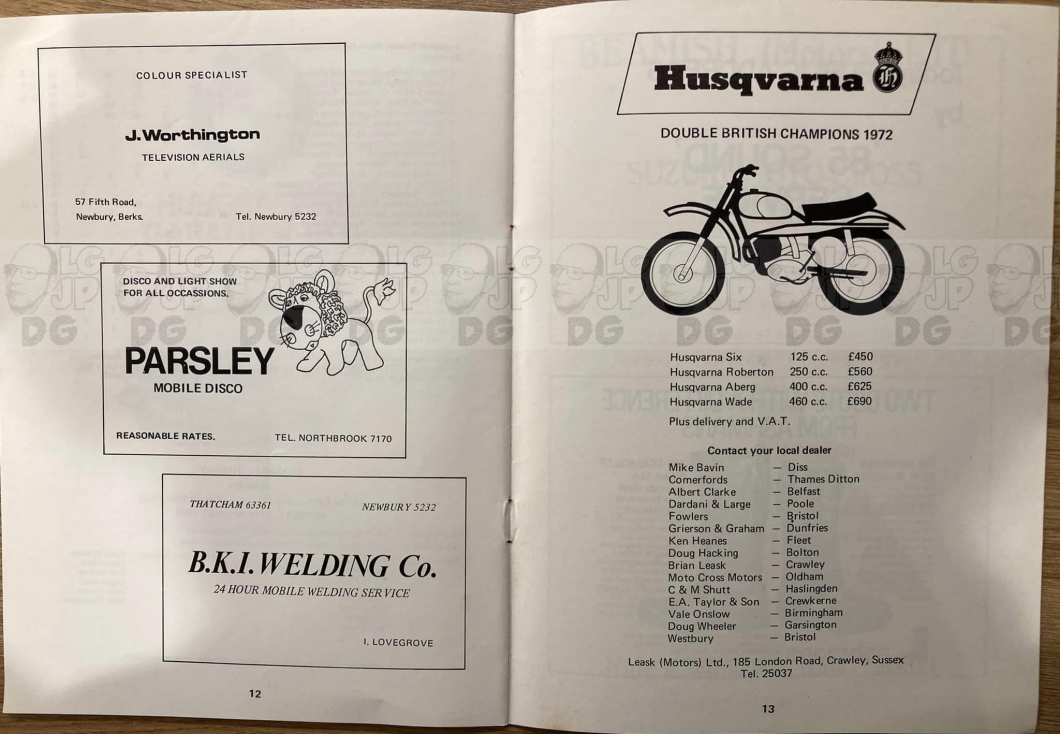 COLOUR SPECIALIST
J.Worthington
TELEVISION AERIALS
57 Fifth Road,
Newbury, Berks. Tel. Newbury 5232
DISCO AND LIGHT SHOW
FOR ALL OCCASSIONS.
PARSLEY
MOBILE DISCO
REASONABLE RATES. TEL. NORTHBROOK 7170
THATCHAM 63361 NEWBURY 5232
B.K.I. WELDING Co.
24 HOUR MOBILE WELDING SERVICE
I. LOVEGROVE
12
Husqvarna
DOUBLE BRITISH CHAMPIONS 1972
Husqvarna Six 125 c.c. £450
Husqvarna Roberton 250 c.c. £560
Husqvarna Aberg 400 c.c. £625
Husqvarna Wade 460 c.c. £690
Plus delivery and V.A.T.
Contact your local dealer
Mike Bavin — Diss
Comerfords — Thames Ditton
Albert Clarke — Belfast
Dardani & Large — Poole
Fowlers — Bristol
Grierson & Graham — Dunfries
Ken Heanes — Fleet
Doug Hacking — Bolton
Brian Leask — Crawley
Moto Cross Motors — Oldham
C & M Shutt — Haslingden
E.A. Taylor & Son — Crewkerne
Vale Onslow — Birmingham
Doug Wheeler — Garsington
Westbury — Bristol
Leask (Motors) Ltd., 185 London Road, Crawley, Sussex
Tel. 25037
13
LG JP DG